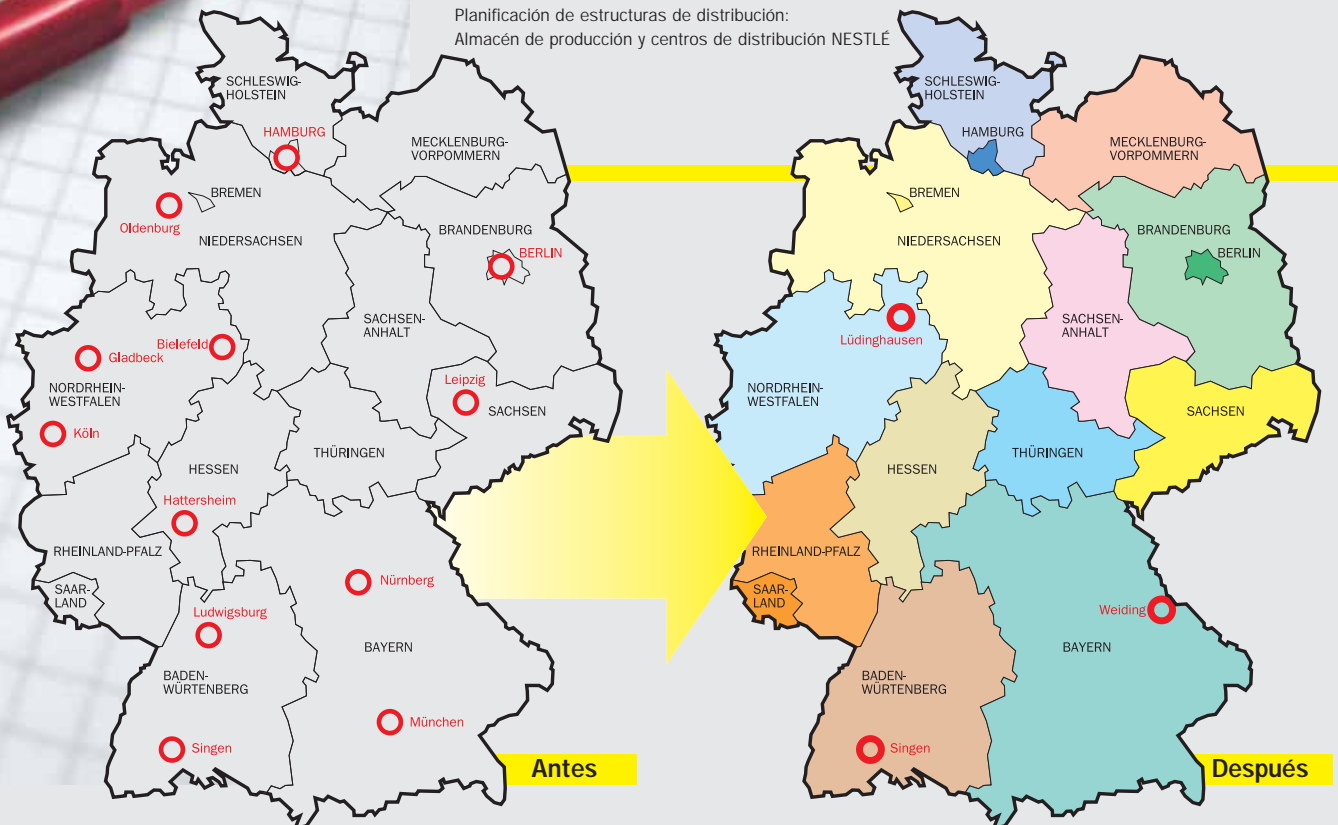 Planificación de estructuras de distribución:
Almacén de producción y centros de distribución NESTLÉ
SCHLESWIG-
HOLSTEIN
HAMBURG
MECKLENBURG-
VORPOMMERN
BREMEN
Oldenburg
NIEDERSACHSEN
BRANDENBURG
BERLIN
SACHSEN-
ANHALT
Bielefeld
Gladbeck
NORDRHEIN-
WESTFALEN
Leipzig
SACHSEN
Köln
HESSEN
THÜRINGEN
Hattersheim
RHEINLAND-PFALZ
Nürnberg
SAAR-
LAND
Ludwigsburg
BAYERN
BADEN-
WÜRTENBERG
München
Singen
Antes
SCHLESWIG-
HOLSTEIN
HAMBURG
MECKLENBURG-
VORPOMMERN
BREMEN
NIEDERSACHSEN
BRANDENBURG
BERLIN
SACHSEN-
ANHALT
Lüdinghausen
NORDRHEIN-
WESTFALEN
SACHSEN
THÜRINGEN
HESSEN
RHEINLAND-PFALZ
SAAR-
LAND
Weiding
BAYERN
BADEN-
WÜRTENBERG
Singen
Después